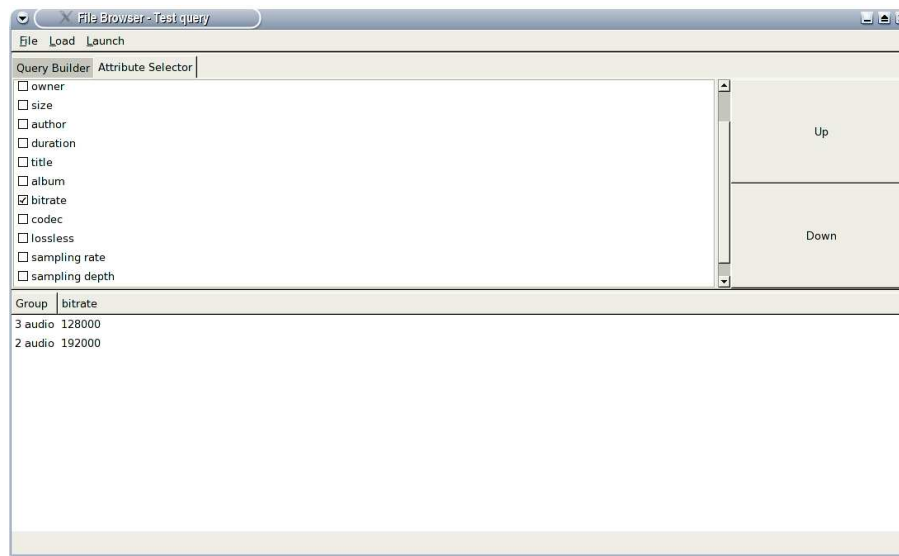 File Browser - Test query
File Load Launch
Query Builder Attribute Selector
owner
size
author
duration
title
album
bitrate
codec
lossless
sampling rate
sampling depth
Up
Down
Group bitrate
3 audio 128000
2 audio 192000